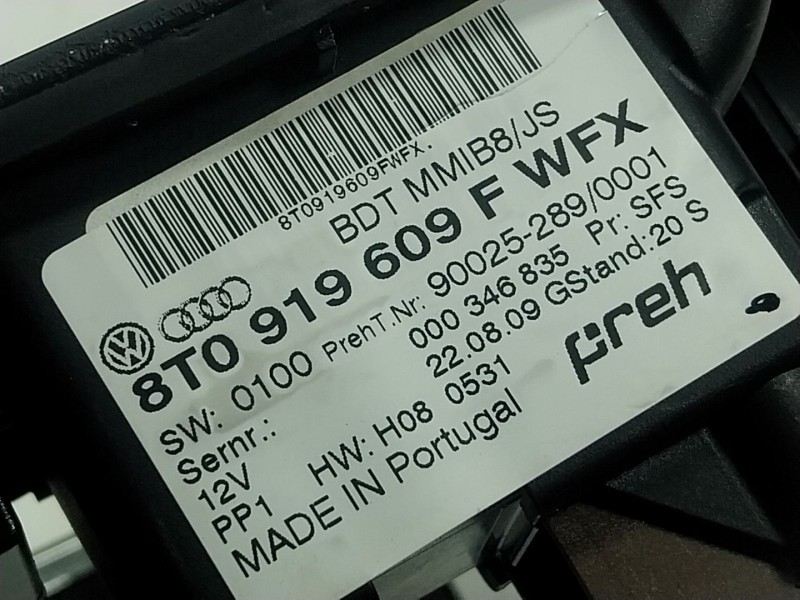 8T0919609FWFX.
BDT MMIB8/JS
8T0 919 609 F WFX
SW: 0100 PrehT.Nr: 90025-289/0001
Sernr.: 000 346 835 Pr: SFS
12V 22.08.09 GStand:20 S
PP1 HW: H08 0531
MADE IN Portugal
preh